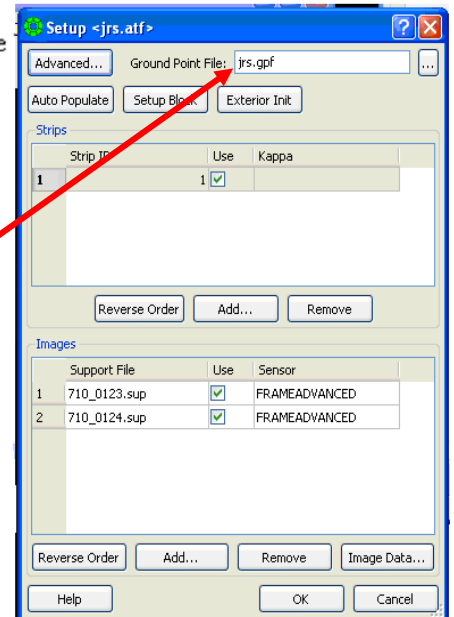 e
Setup <jrs.atf>
Advanced... Ground Point File: jrs.gpf ...
Auto Populate Setup Block Exterior Init
Strips
Strip ID Use Kappa
1 1
Reverse Order Add... Remove
Images
Support File Use Sensor
1 710_0123.sup FRAMEADVANCED
2 710_0124.sup FRAMEADVANCED
Reverse Order Add... Remove Image Data...
Help OK Cancel